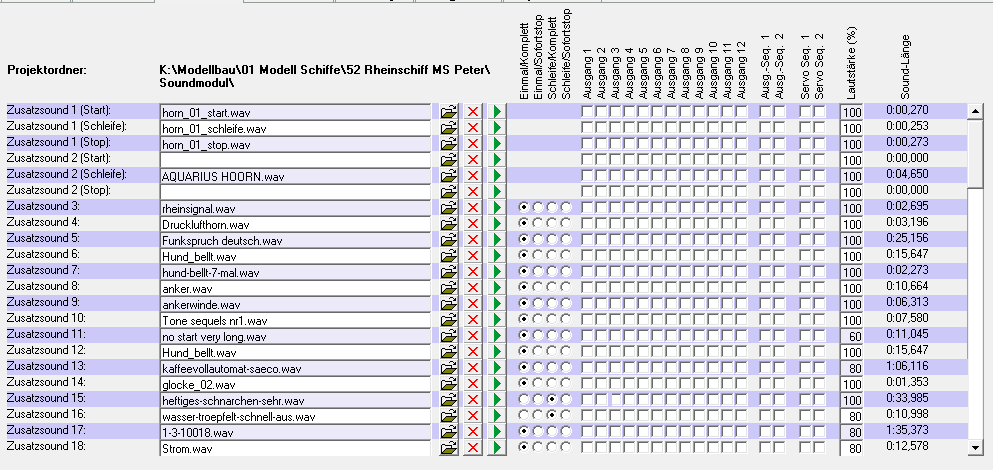 Projektordner: K:\Modellbau\01 Modell Schiffe\52 Rheinschiff MS Peter\
Soundmodul\
Einmal/Komplett
Einmal/Sofortstop
Schleife/Komplett
Schleife/Sofortstop
Ausgang 1
Ausgang 2
Ausgang 3
Ausgang 4
Ausgang 5
Ausgang 6
Ausgang 7
Ausgang 8
Ausgang 9
Ausgang 10
Ausgang 11
Ausgang 12
Ausg.-Seq. 1
Ausg.-Seq. 2
Servo Seq. 1
Servo Seq. 2
Lautstärke (%)
Sound-Länge
Zusatzsound 1 (Start): horn_01_start.wav 100 0:00,270
Zusatzsound 1 (Schleife): horn_01_schleife.wav 100 0:00,253
Zusatzsound 1 (Stop): horn_01_stop.wav 100 0:00,273
Zusatzsound 2 (Start): 100 0:00,000
Zusatzsound 2 (Schleife): AQUARIUS HOORN.wav 100 0:04,650
Zusatzsound 2 (Stop): 100 0:00,000
Zusatzsound 3: rheinsignal.wav 100 0:02,695
Zusatzsound 4: Drucklufthorn.wav 100 0:03,196
Zusatzsound 5: Funkspruch deutsch.wav 100 0:25,156
Zusatzsound 6: Hund_bellt.wav 100 0:15,647
Zusatzsound 7: hund-bellt-7-mal.wav 100 0:02,273
Zusatzsound 8: anker.wav 100 0:10,664
Zusatzsound 9: ankerwinde.wav 100 0:06,313
Zusatzsound 10: Tone sequels nr1.wav 100 0:07,580
Zusatzsound 11: no start very long.wav 60 0:11,045
Zusatzsound 12: Hund_bellt.wav 100 0:15,647
Zusatzsound 13: kaffeevollautomat-saeco.wav 80 1:06,116
Zusatzsound 14: glocke_02.wav 100 0:01,353
Zusatzsound 15: heftiges-schnarchen-sehr.wav 100 0:33,985
Zusatzsound 16: wasser-troepfelt-schnell-aus.wav 80 0:10,998
Zusatzsound 17: 1-3-10018.wav 80 1:35,373
Zusatzsound 18: Strom.wav 80 0:12,578